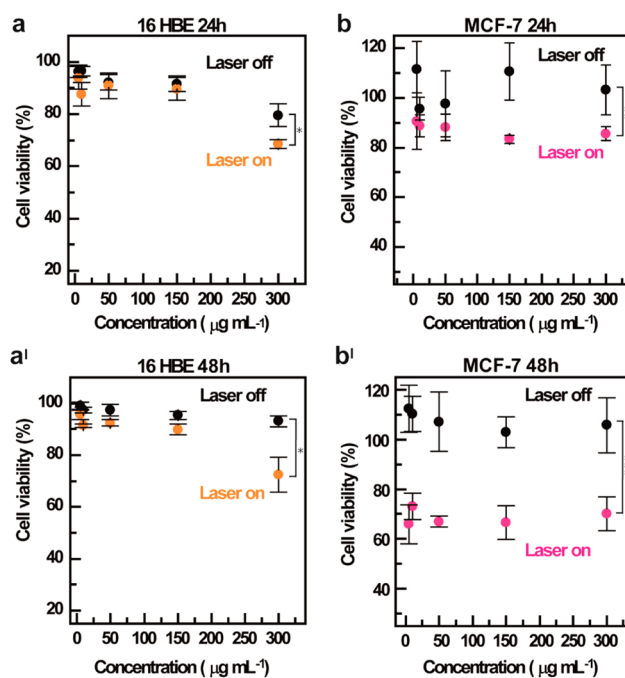 a
16 HBE 24h
Laser off
Laser on
*
Cell viability (%)
100
80
60
40
20
0 50 100 150 200 250 300
Concentration ( μg mL-1)
b
MCF-7 24h
Laser off
Laser on
Cell viability (%)
120
100
80
60
40
0 50 100 150 200 250 300
Concentration ( μg mL-1)
aI
16 HBE 48h
Laser off
Laser on
*
Cell viability (%)
100
80
60
40
20
0 50 100 150 200 250 300
Concentration ( μg mL-1)
bI
MCF-7 48h
Laser off
Laser on
Cell viability (%)
120
100
80
60
40
0 50 100 150 200 250 300
Concentration ( μg mL-1)